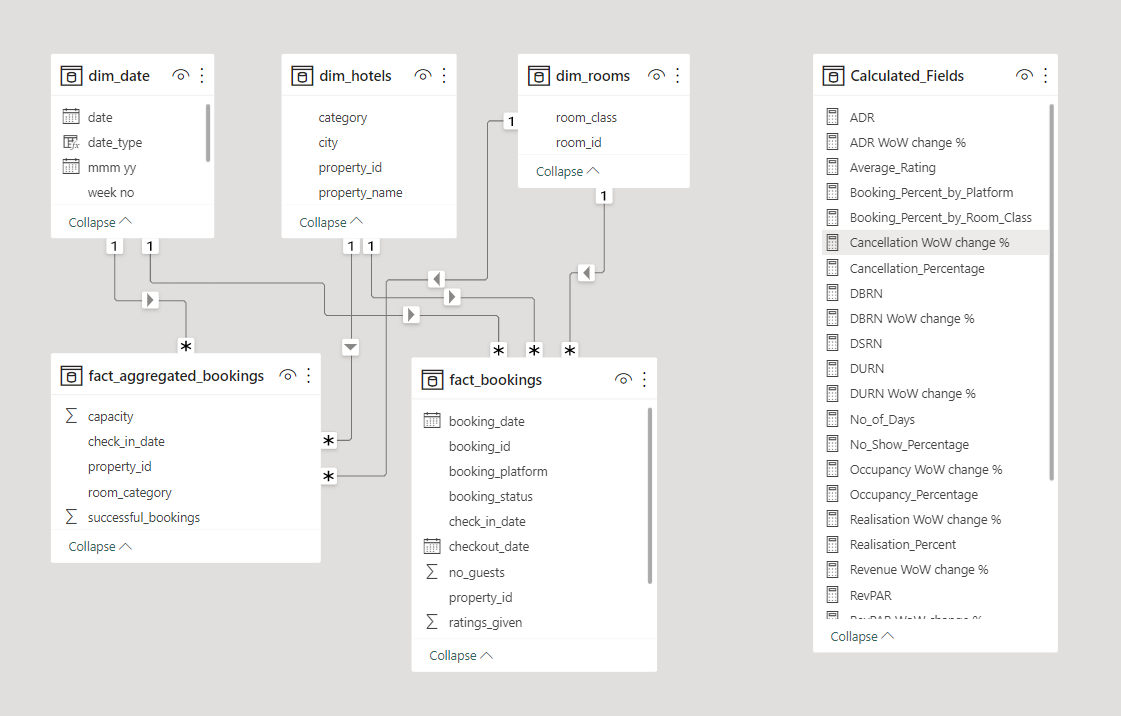 dim_date
date
date_type
mmm yy
week no
Collapse
dim_hotels
category
city
property_id
property_name
Collapse
dim_rooms
room_class
room_id
Collapse
Calculated_Fields
ADR
ADR WoW change %
Average_Rating
Booking_Percent_by_Platform
Booking_Percent_by_Room_Class
Cancellation WoW change %
Cancellation_Percentage
DBRN
DBRN WoW change %
DSRN
DURN
DURN WoW change %
No_of_Days
No_Show_Percentage
Occupancy WoW change %
Occupancy_Percentage
Realisation WoW change %
Realisation_Percent
Revenue WoW change %
RevPAR
RevPAR WoW change %
Collapse
1
1
1
1
1
1
*
*
*
*
*
*
fact_aggregated_bookings
capacity
check_in_date
property_id
room_category
successful_bookings
Collapse
fact_bookings
booking_date
booking_id
booking_platform
booking_status
check_in_date
checkout_date
no_guests
property_id
ratings_given
Collapse